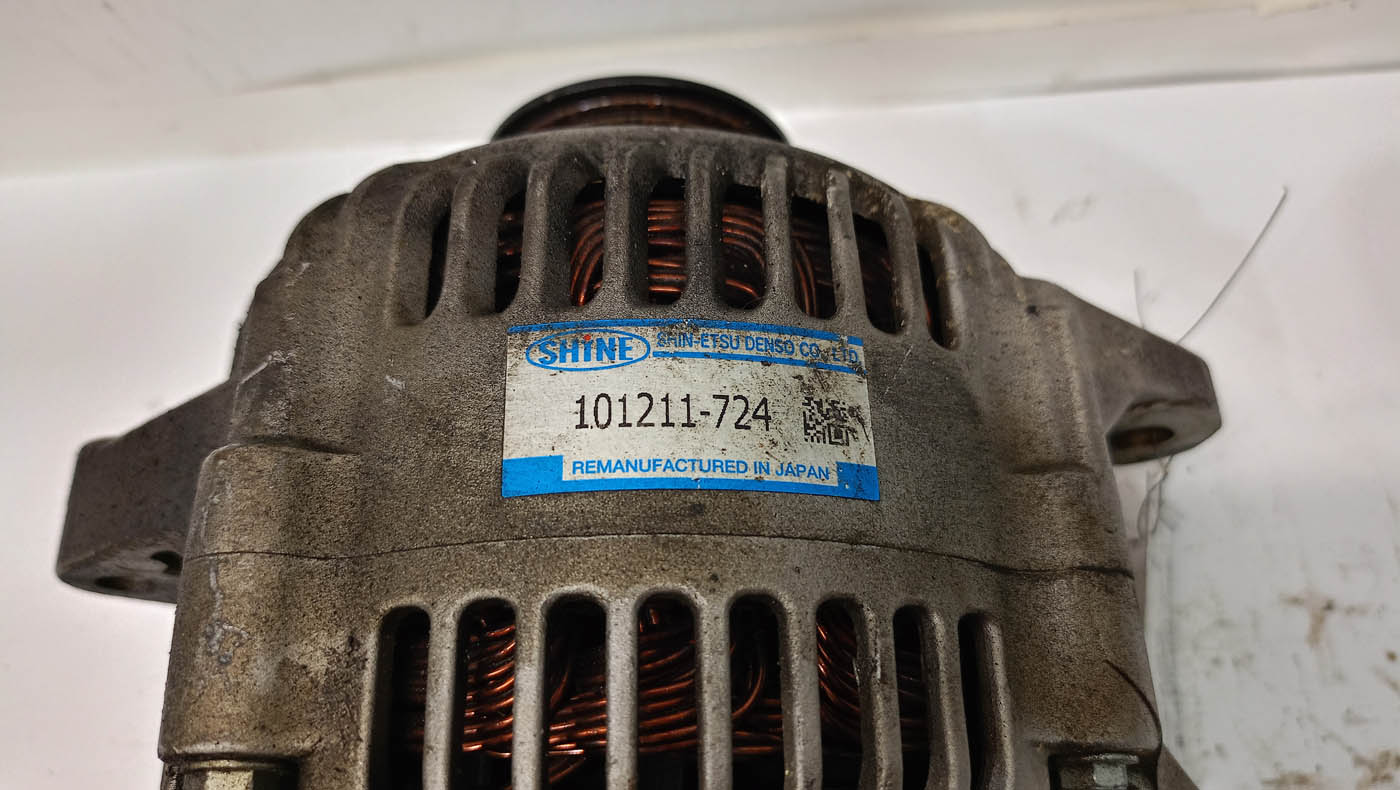 SHiNE
SHIN-ETSU DENSO CO., LTD.
101211-724
REMANUFACTURED IN JAPAN